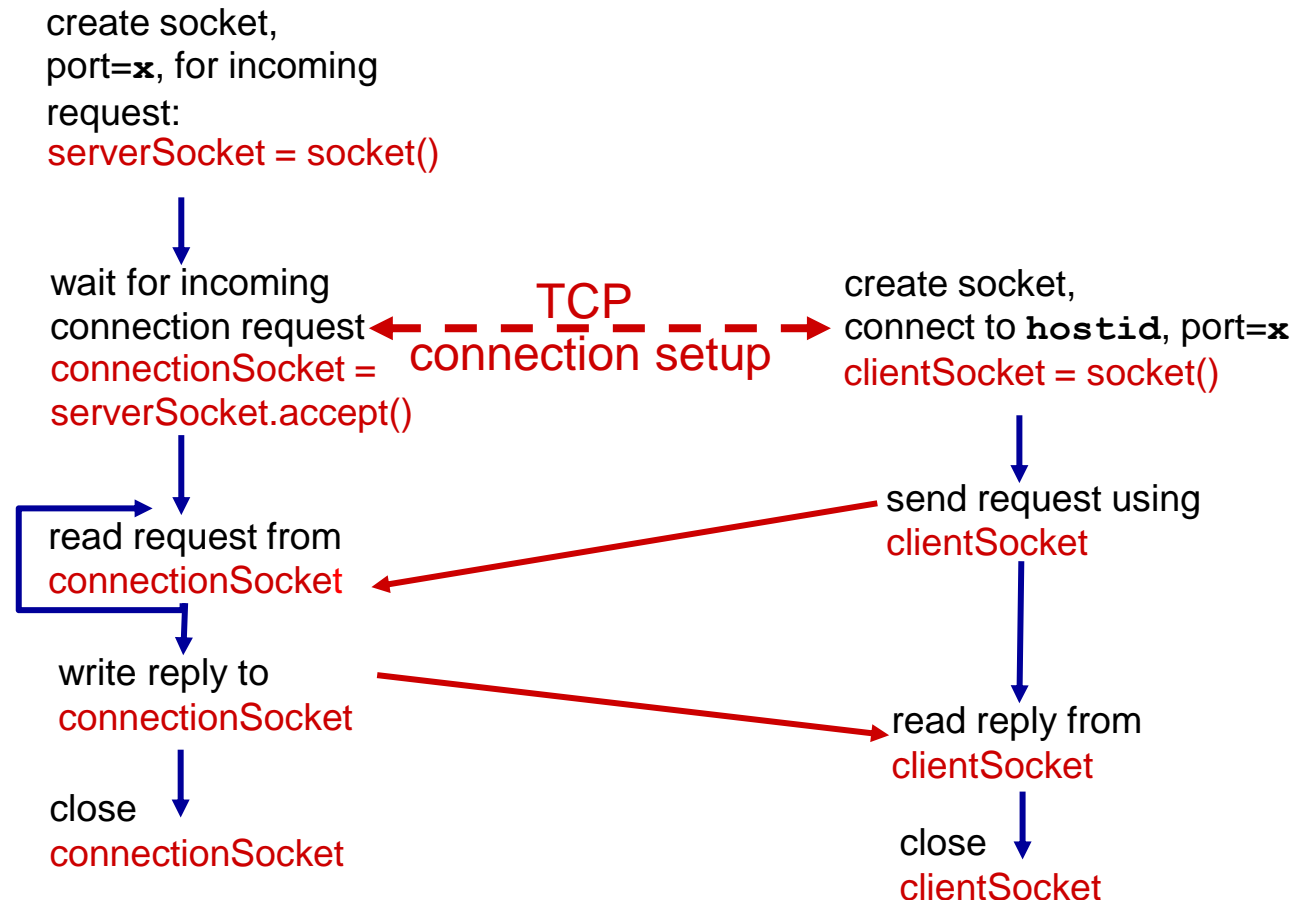 create socket,
port=x, for incoming
request:
serverSocket = socket()
wait for incoming
connection request
connectionSocket =
serverSocket.accept()
TCP
connection setup
create socket,
connect to hostid, port=x
clientSocket = socket()
read request from
connectionSocket
send request using
clientSocket
write reply to
connectionSocket
read reply from
clientSocket
close
connectionSocket
close
clientSocket